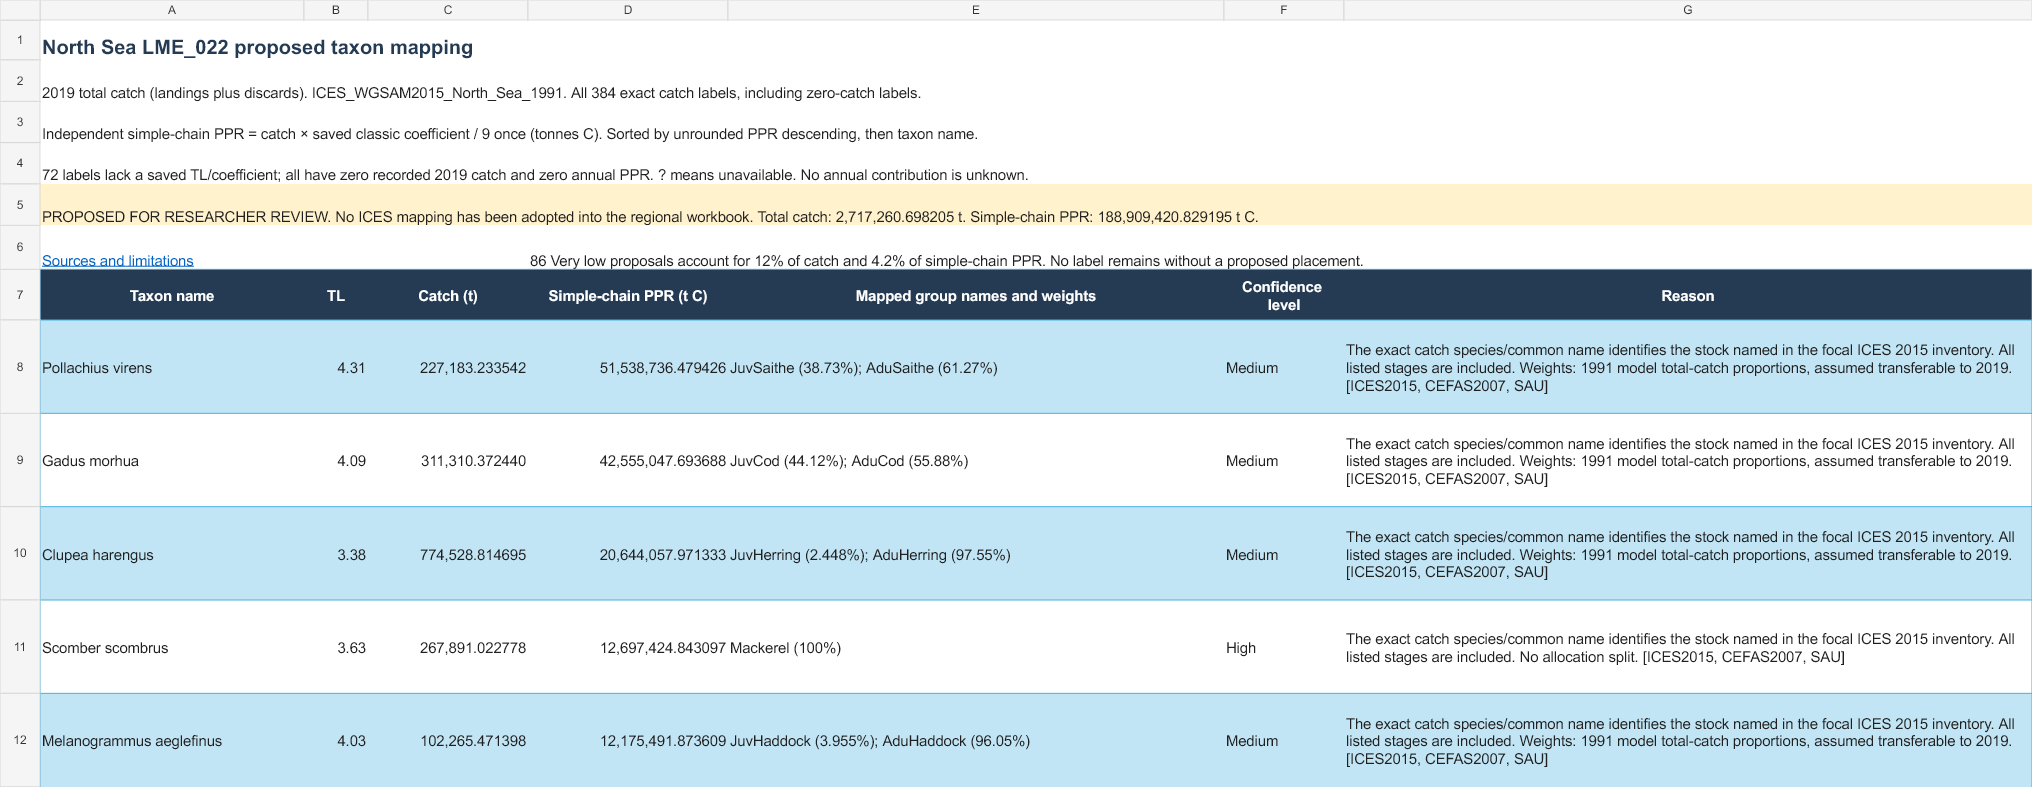 A B C D E F G
1 North Sea LME_022 proposed taxon mapping
2 2019 total catch (landings plus discards). ICES_WGSAM2015_North_Sea_1991. All 384 exact catch labels, including zero-catch labels.
3 Independent simple-chain PPR = catch × saved classic coefficient / 9 once (tonnes C). Sorted by unrounded PPR descending, then taxon name.
4 72 labels lack a saved TL/coefficient; all have zero recorded 2019 catch and zero annual PPR. ? means unavailable. No annual contribution is unknown.
5 PROPOSED FOR RESEARCHER REVIEW. No ICES mapping has been adopted into the regional workbook. Total catch: 2,717,260.698205 t. Simple-chain PPR: 188,909,420.829195 t C.
6 Sources and limitations 86 Very low proposals account for 12% of catch and 4.2% of simple-chain PPR. No label remains without a proposed placement.
7 Taxon name TL Catch (t) Simple-chain PPR (t C) Mapped group names and weights Confidence level Reason
8 Pollachius virens 4.31 227,183.233542 51,538,736.479426 JuvSaithe (38.73%); AduSaithe (61.27%) Medium
The exact catch species/common name identifies the stock named in the focal ICES 2015 inventory. All
listed stages are included. Weights: 1991 model total-catch proportions, assumed transferable to 2019.
[ICES2015, CEFAS2007, SAU]
9 Gadus morhua 4.09 311,310.372440 42,555,047.693688 JuvCod (44.12%); AduCod (55.88%) Medium
The exact catch species/common name identifies the stock named in the focal ICES 2015 inventory. All
listed stages are included. Weights: 1991 model total-catch proportions, assumed transferable to 2019.
[ICES2015, CEFAS2007, SAU]
10 Clupea harengus 3.38 774,528.814695 20,644,057.971333 JuvHerring (2.448%); AduHerring (97.55%) Medium
The exact catch species/common name identifies the stock named in the focal ICES 2015 inventory. All
listed stages are included. Weights: 1991 model total-catch proportions, assumed transferable to 2019.
[ICES2015, CEFAS2007, SAU]
11 Scomber scombrus 3.63 267,891.022778 12,697,424.843097 Mackerel (100%) High
The exact catch species/common name identifies the stock named in the focal ICES 2015 inventory. All
listed stages are included. No allocation split. [ICES2015, CEFAS2007, SAU]
12 Melanogrammus aeglefinus 4.03 102,265.471398 12,175,491.873609 JuvHaddock (3.955%); AduHaddock (96.05%) Medium
The exact catch species/common name identifies the stock named in the focal ICES 2015 inventory. All
listed stages are included. Weights: 1991 model total-catch proportions, assumed transferable to 2019.
[ICES2015, CEFAS2007, SAU]